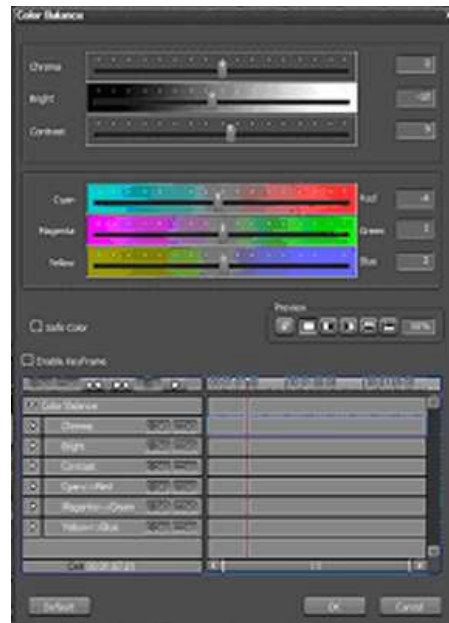 Color Balance
Chroma 0
Bright -10
Contrast 5
Cyan Red -4
Magenta Green 1
Yellow Blue 2
Safe Color
Preview
50%
Enable KeyFrame
Color Balance
Chroma
Bright
Contrast
Cyan<>Red
Magenta<>Green
Yellow<>Blue
Default
OK
Cancel